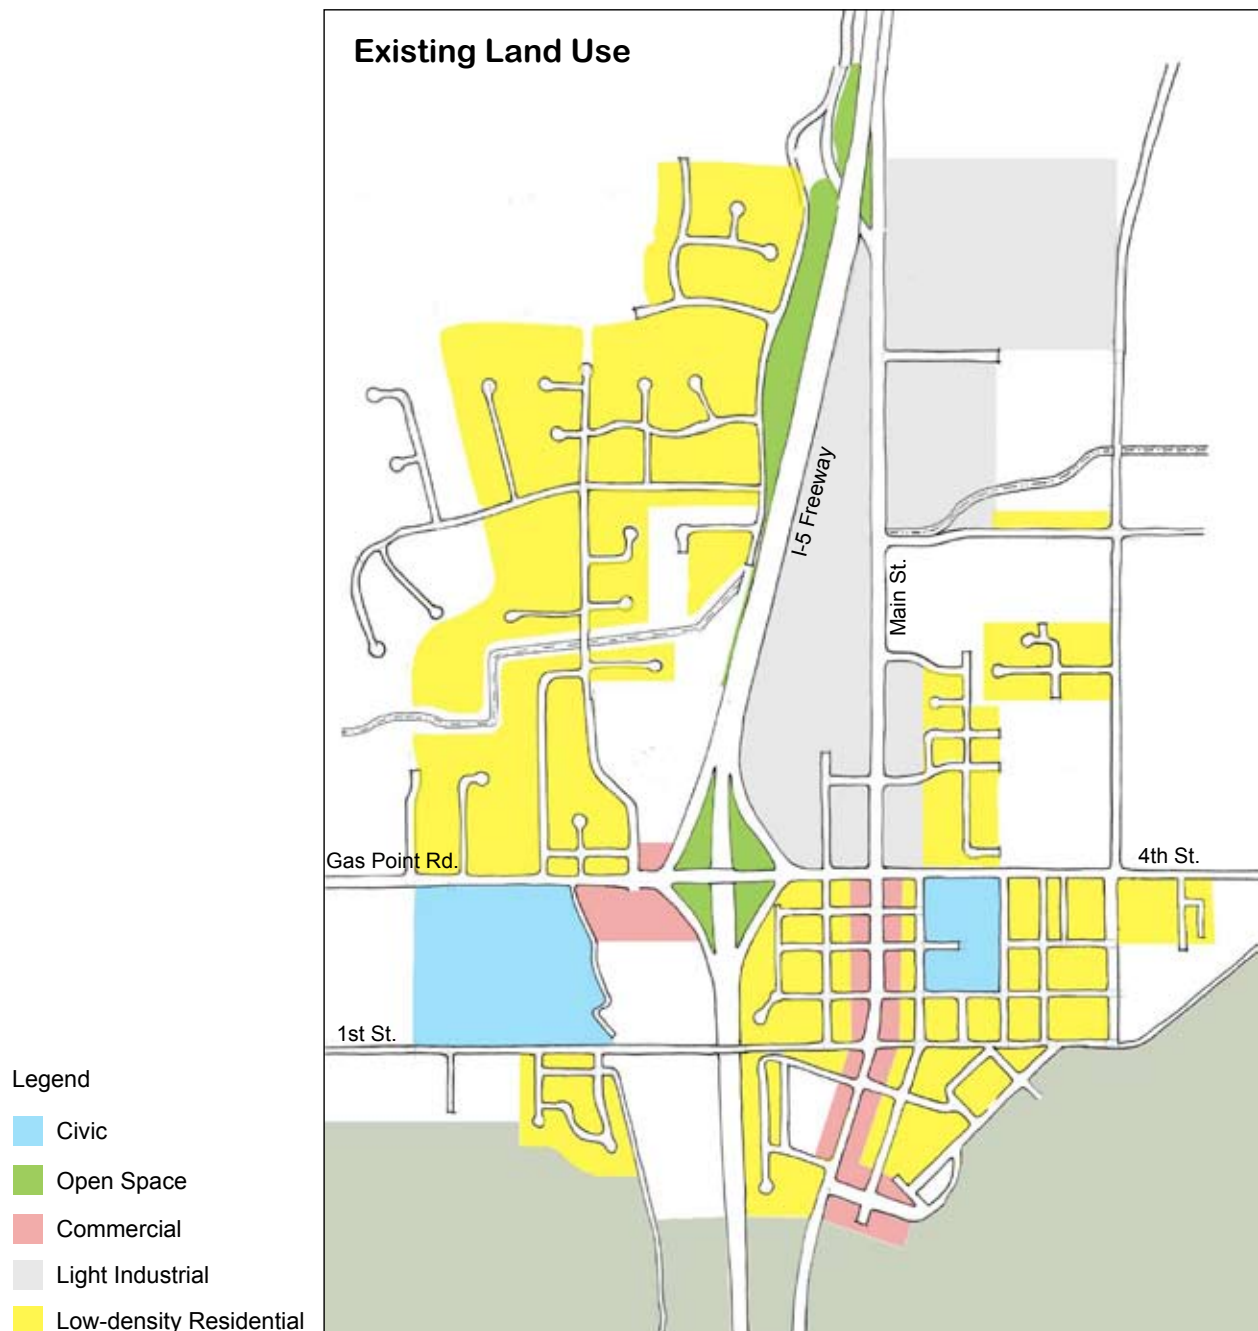 Existing Land Use
I-5 Freeway
Main St.
Gas Point Rd.
4th St.
1st St.
Legend
Civic
Open Space
Commercial
Light Industrial
Low-density Residential